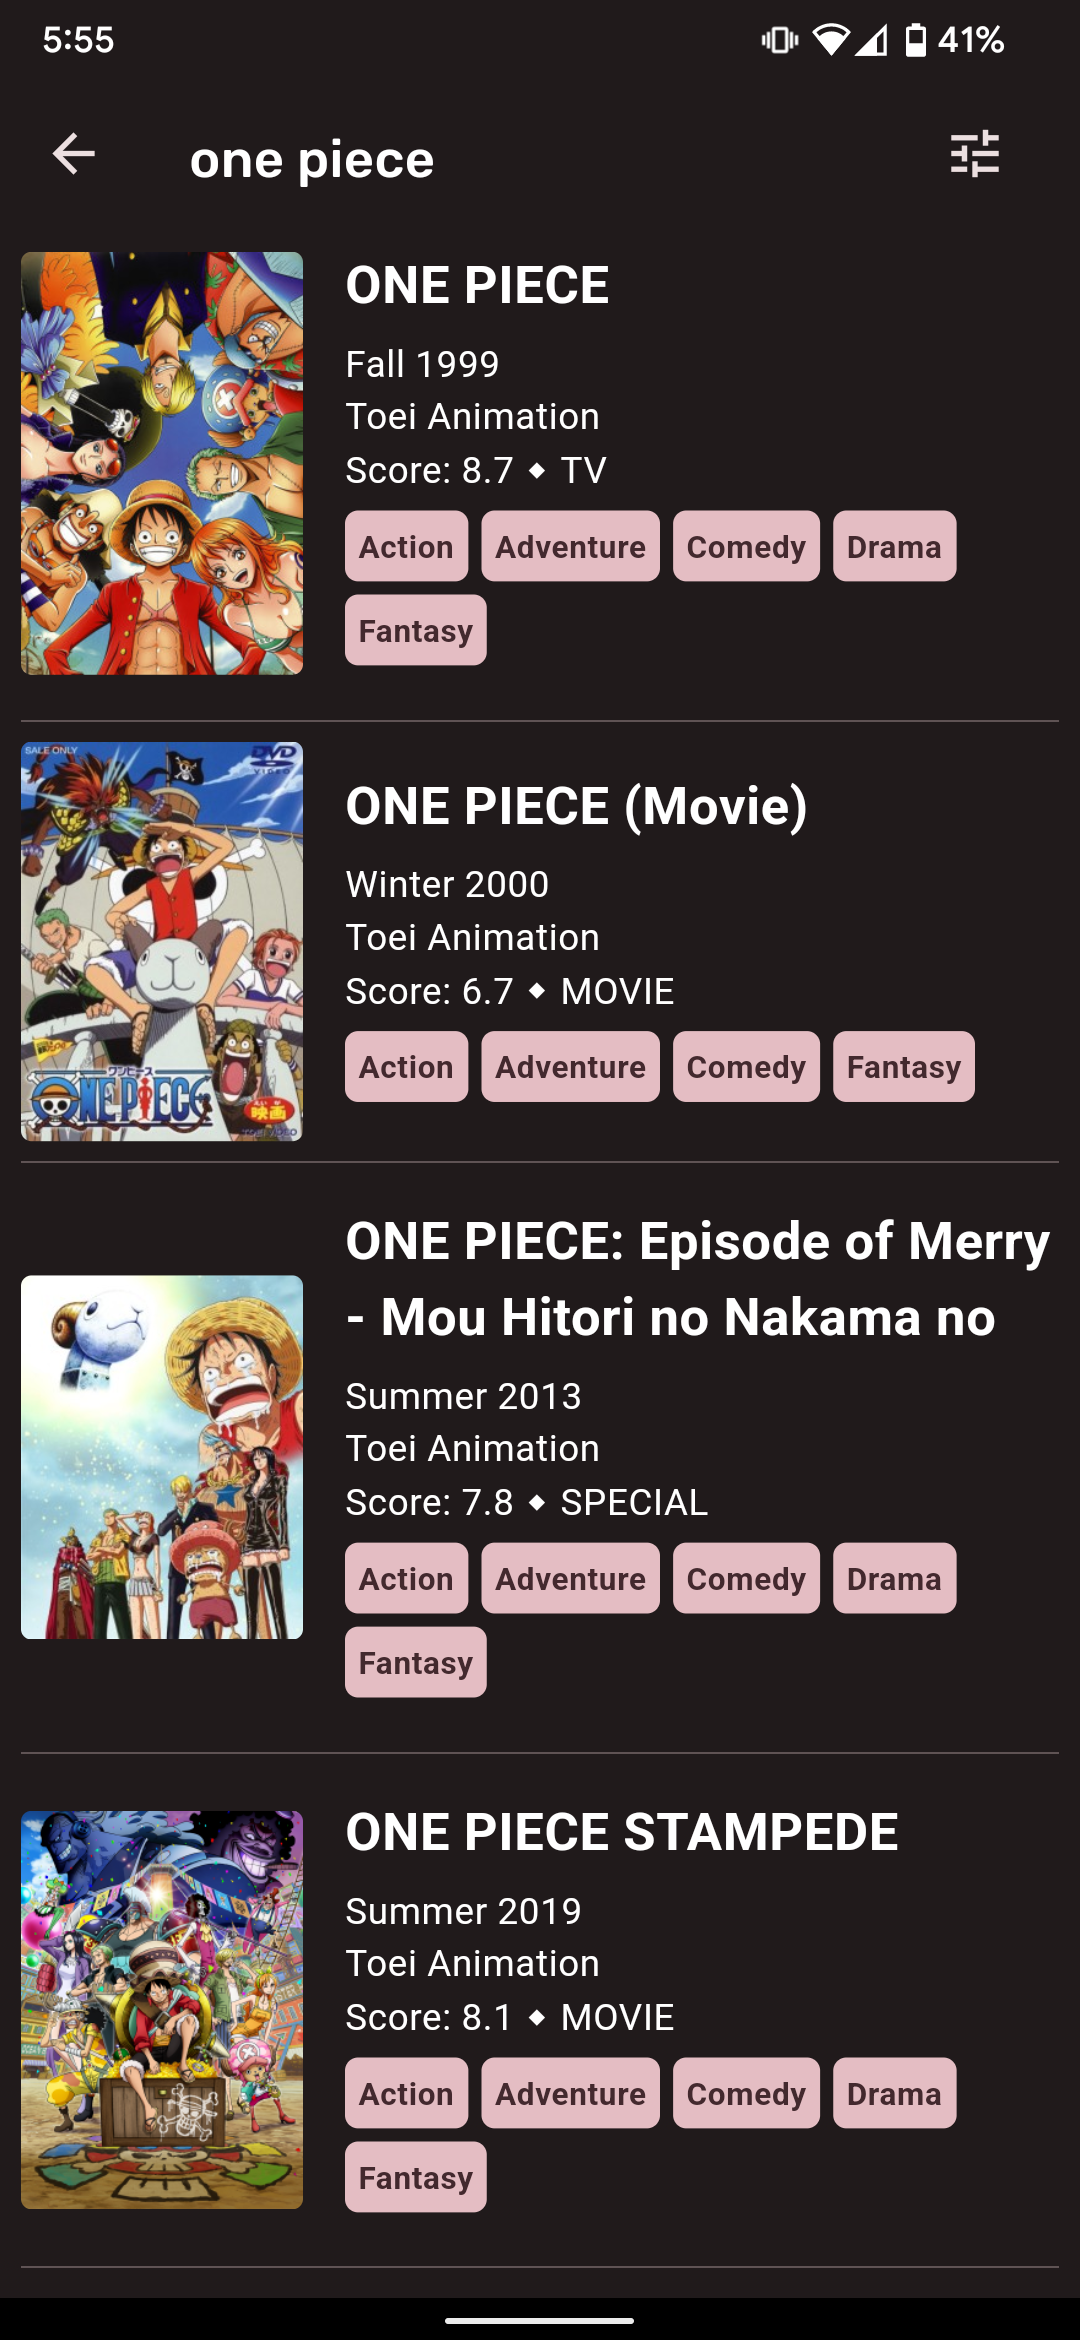 5:55
41%
one piece
ONE PIECE
Fall 1999
Toei Animation
Score: 8.7 ◆ TV
Action Adventure Comedy Drama
Fantasy
SALE ONLY
DVD
VIDEO
ワンピース
ONE PIECE
映画
TOEI VIDEO
ONE PIECE (Movie)
Winter 2000
Toei Animation
Score: 6.7 ◆ MOVIE
Action Adventure Comedy Fantasy
ONE PIECE: Episode of Merry
- Mou Hitori no Nakama no
Summer 2013
Toei Animation
Score: 7.8 ◆ SPECIAL
Action Adventure Comedy Drama
Fantasy
ONE PIECE STAMPEDE
Summer 2019
Toei Animation
Score: 8.1 ◆ MOVIE
Action Adventure Comedy Drama
Fantasy